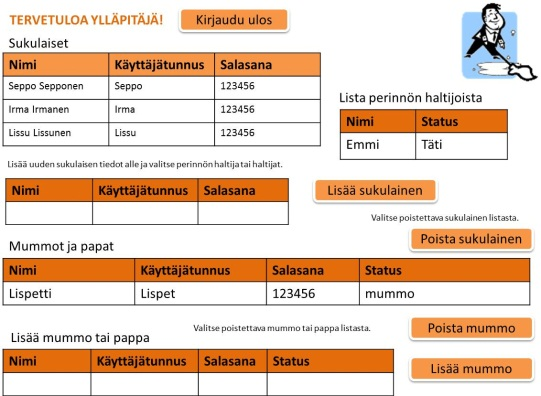 TERVETULOA YLLÄPITÄJÄ! Kirjaudu ulos
Sukulaiset
Nimi Käyttäjätunnus Salasana
Seppo Sepponen Seppo 123456
Irma Irmanen Irma 123456
Lissu Lissunen Lissu 123456
Lista perinnön haltijoista
Nimi Status
Emmi Täti
Lisää uuden sukulaisen tiedot alle ja valitse perinnön haltija tai haltijat.
Nimi Käyttäjätunnus Salasana
Lisää sukulainen
Valitse poistettava sukulainen listasta.
Poista sukulainen
Mummot ja papat
Nimi Käyttäjätunnus Salasana Status
Lispetti Lispet 123456 mummo
Valitse poistettava mummo tai pappa listasta.
Poista mummo
Lisää mummo tai pappa
Nimi Käyttäjätunnus Salasana Status
Lisää mummo